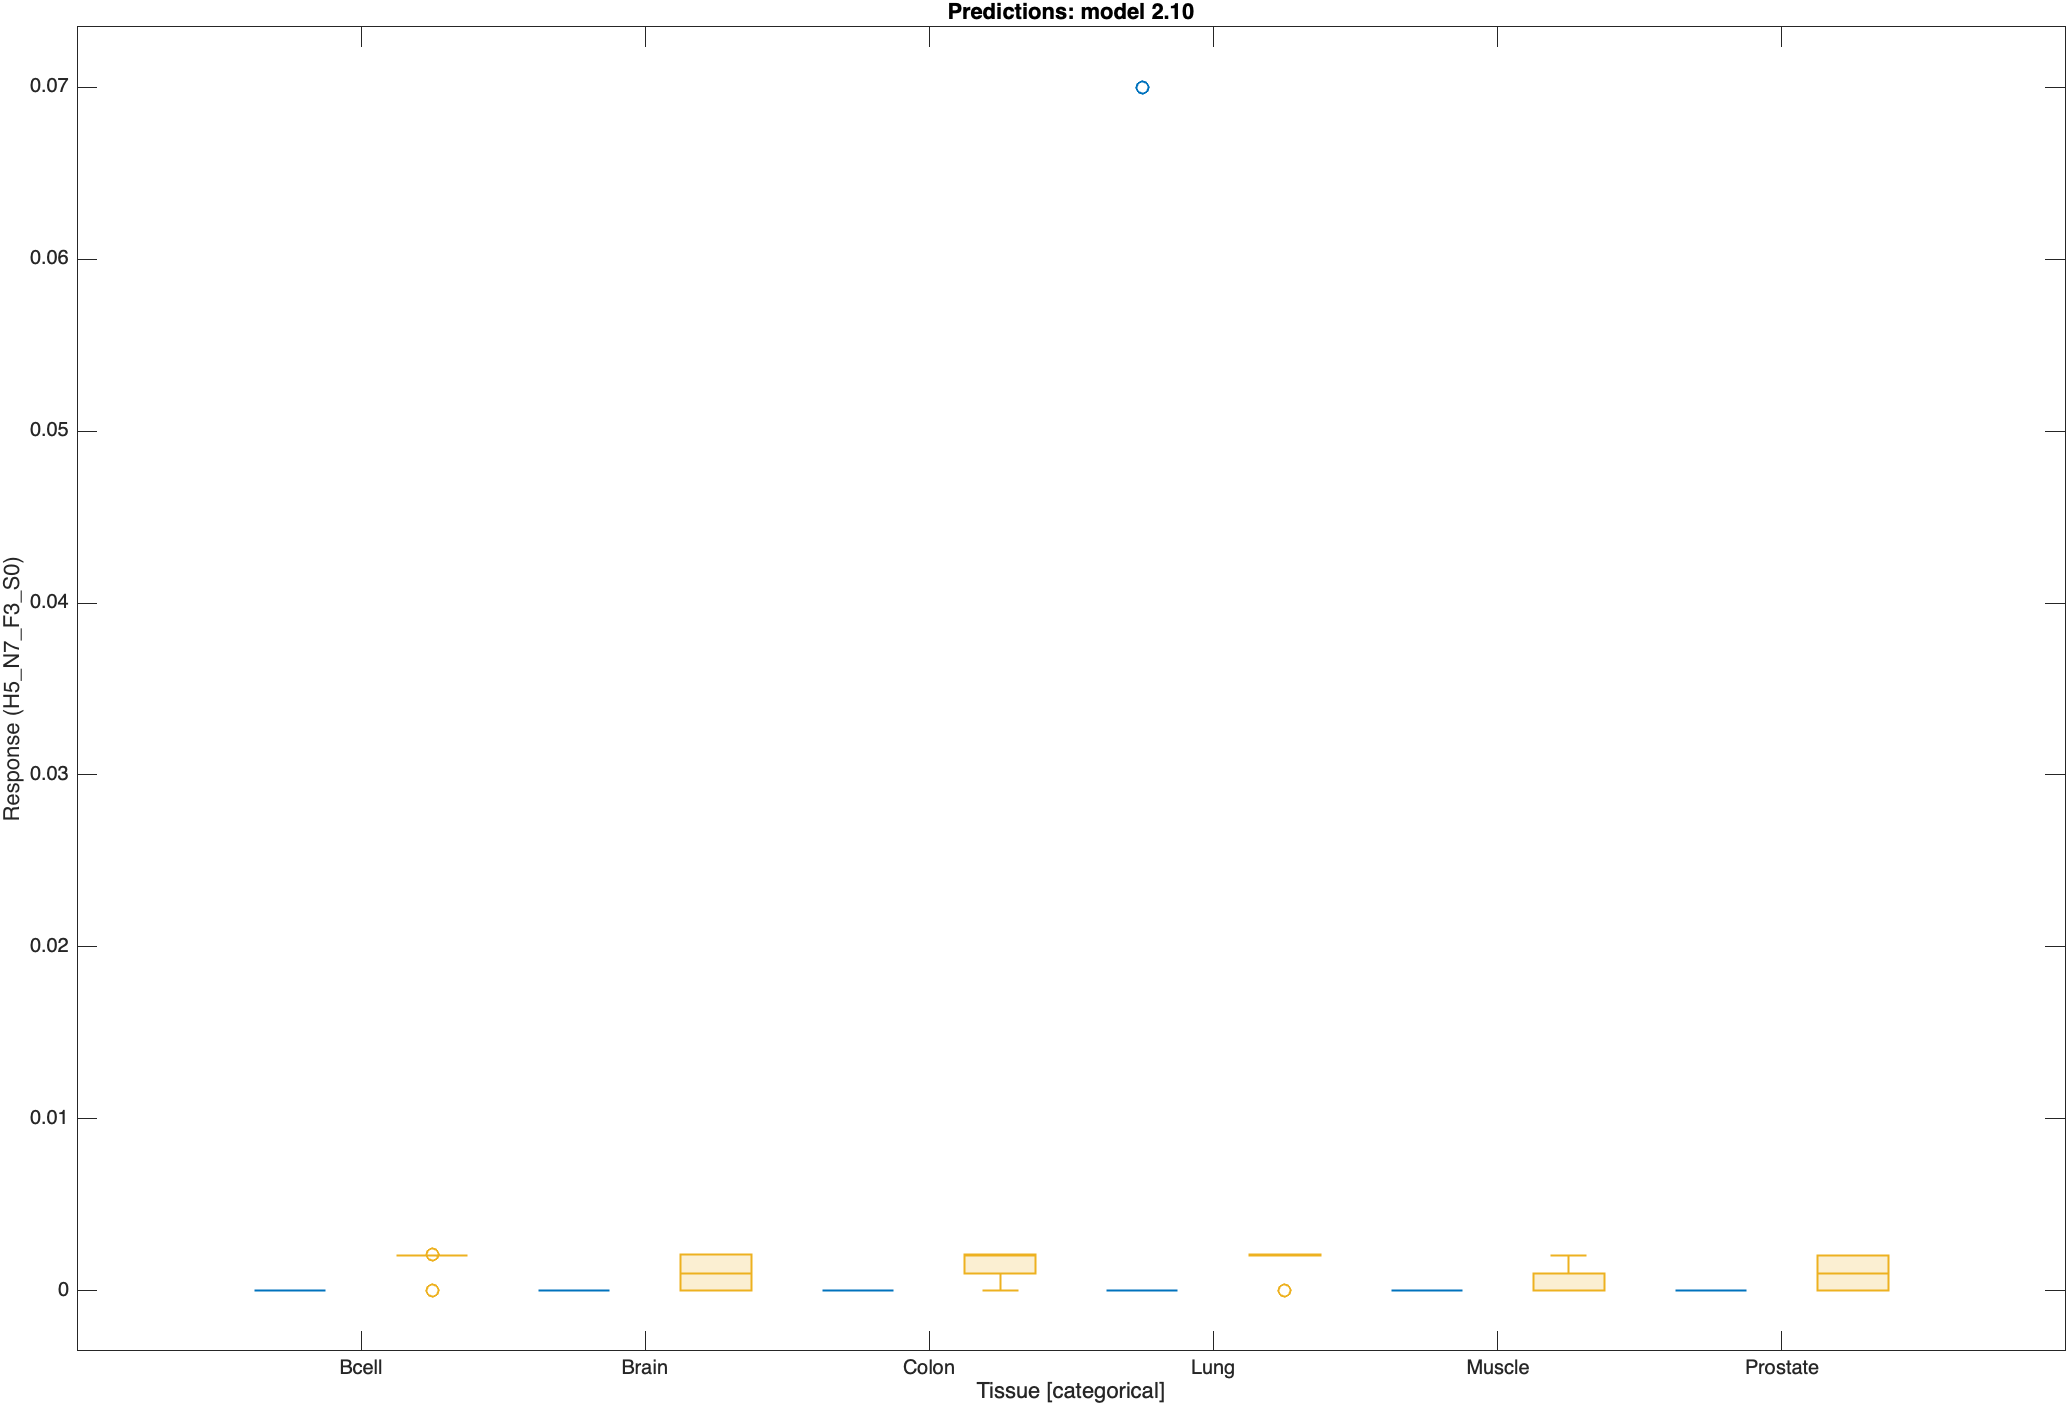 Predictions: model 2.10
Response (H5_N7_F3_S0)
0.07
0.06
0.05
0.04
0.03
0.02
0.01
0
Bcell Brain Colon Lung Muscle Prostate
Tissue [categorical]